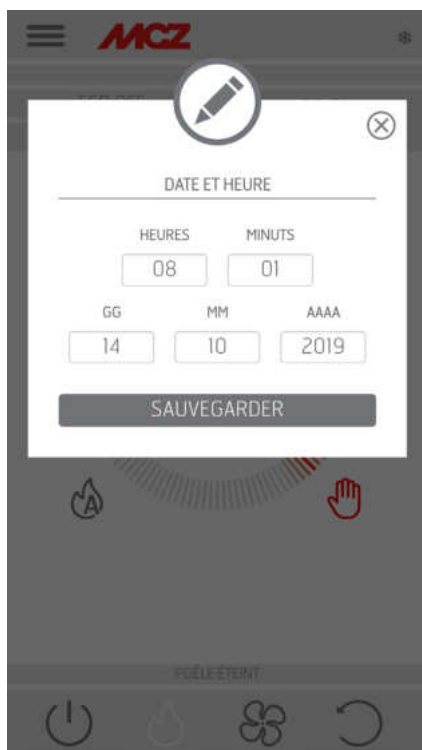 MCZ
DATE ET HEURE
HEURES MINUTS
08 01
GG MM AAAA
14 10 2019
SAUVEGARDER
A
POÊLE ÉTEINT